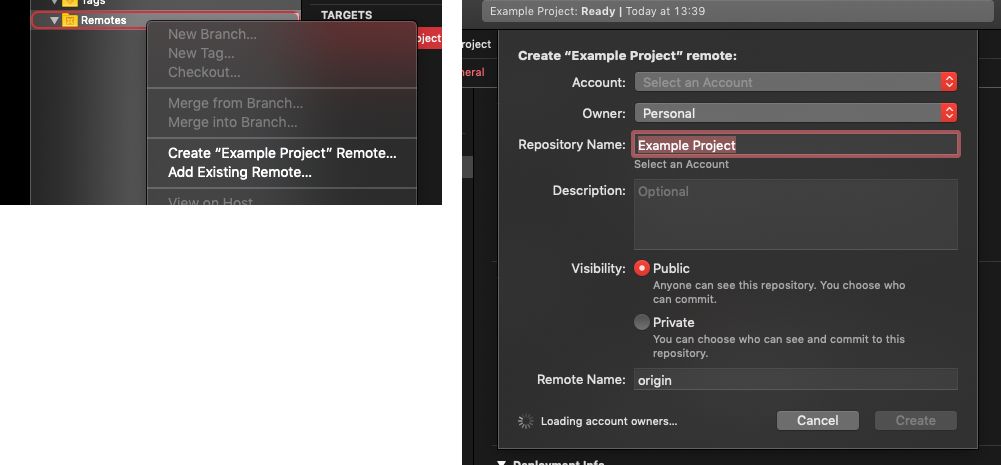 Tags
Remotes
TARGETS
oject
New Branch...
New Tag...
Checkout...
Merge from Branch...
Merge into Branch...
Create “Example Project” Remote...
Add Existing Remote...
View on Host
Example Project: Ready | Today at 13:39
roject
neral
Create “Example Project” remote:
Account: Select an Account
Owner: Personal
Repository Name: Example Project
Select an Account
Description: Optional
Visibility: Public
Anyone can see this repository. You choose who
can commit.
Private
You can choose who can see and commit to this
repository.
Remote Name: origin
Loading account owners...
Cancel
Create
Deployment Info